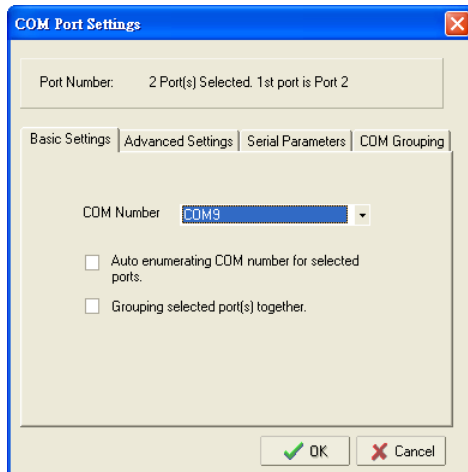 COM Port Settings
Port Number: 2 Port(s) Selected. 1st port is Port 2
Basic Settings Advanced Settings Serial Parameters COM Grouping
COM Number COM9
Auto enumerating COM number for selected
ports.
Grouping selected port(s) together.
OK Cancel